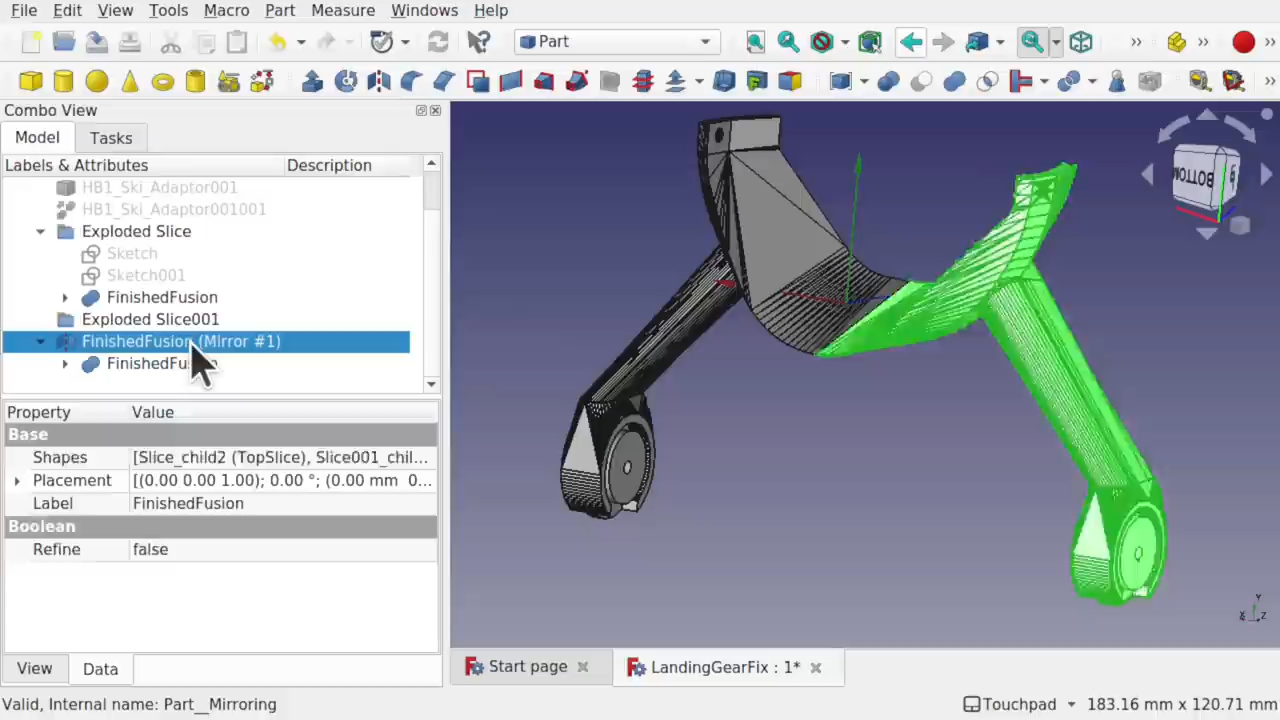 File Edit View Tools Macro Part Measure Windows Help
Part
Combo View
Model Tasks
Labels & Attributes Description
HB1_Ski_Adaptor001
HB1_Ski_Adaptor001001
Exploded Slice
Sketch
Sketch001
FinishedFusion
Exploded Slice001
FinishedFusion (Mirror #1)
Property Value
Base
Shapes [Slice_child2 (TopSlice), Slice001_chil...
Placement [(0.00 0.00 1.00); 0.00 °; (0.00 mm 0...
Label FinishedFusion
Boolean
Refine false
View Data
BOTTOM
Y
X Z
Start page LandingGearFix : 1*
Valid, Internal name: Part__Mirroring Touchpad 183.16 mm x 120.71 mm